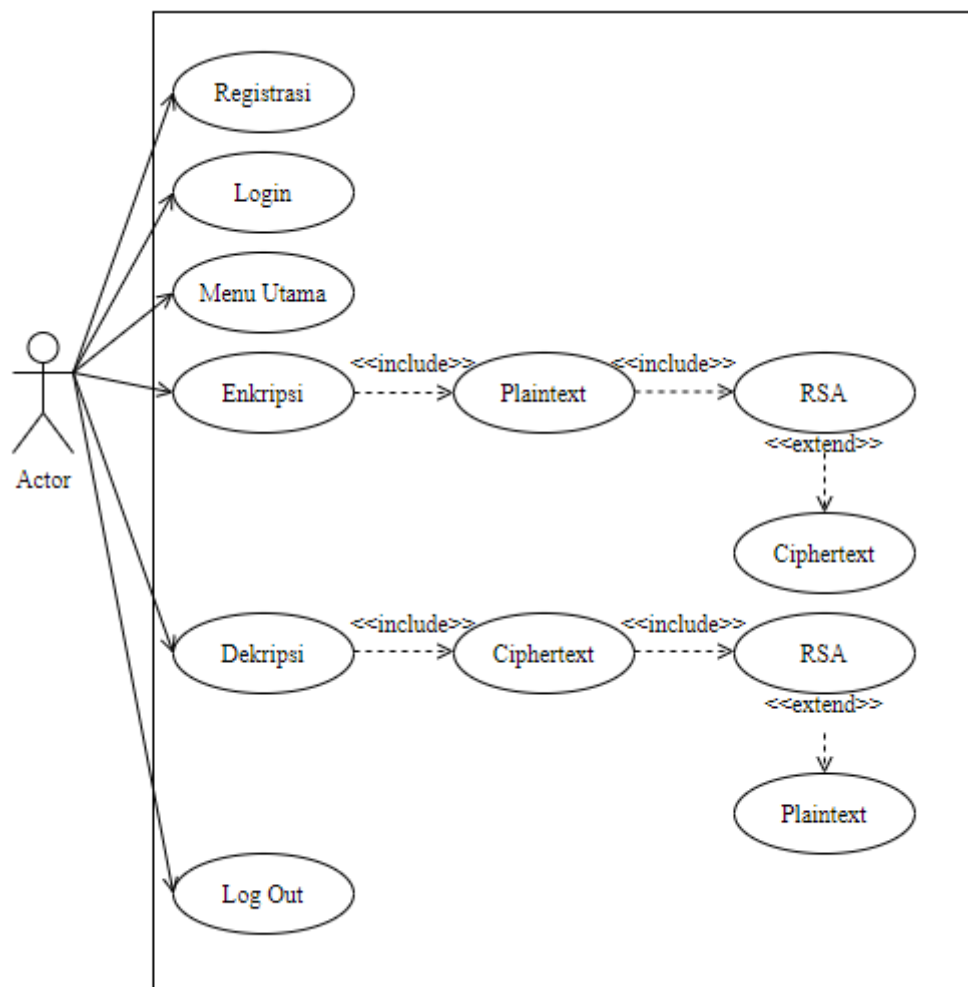 Registrasi
Login
Menu Utama
Enkripsi
<<include>>
Plaintext
<<include>>
RSA
<<extend>>
Actor
Ciphertext
Dekripsi
<<include>>
Ciphertext
<<include>>
RSA
<<extend>>
Plaintext
Log Out